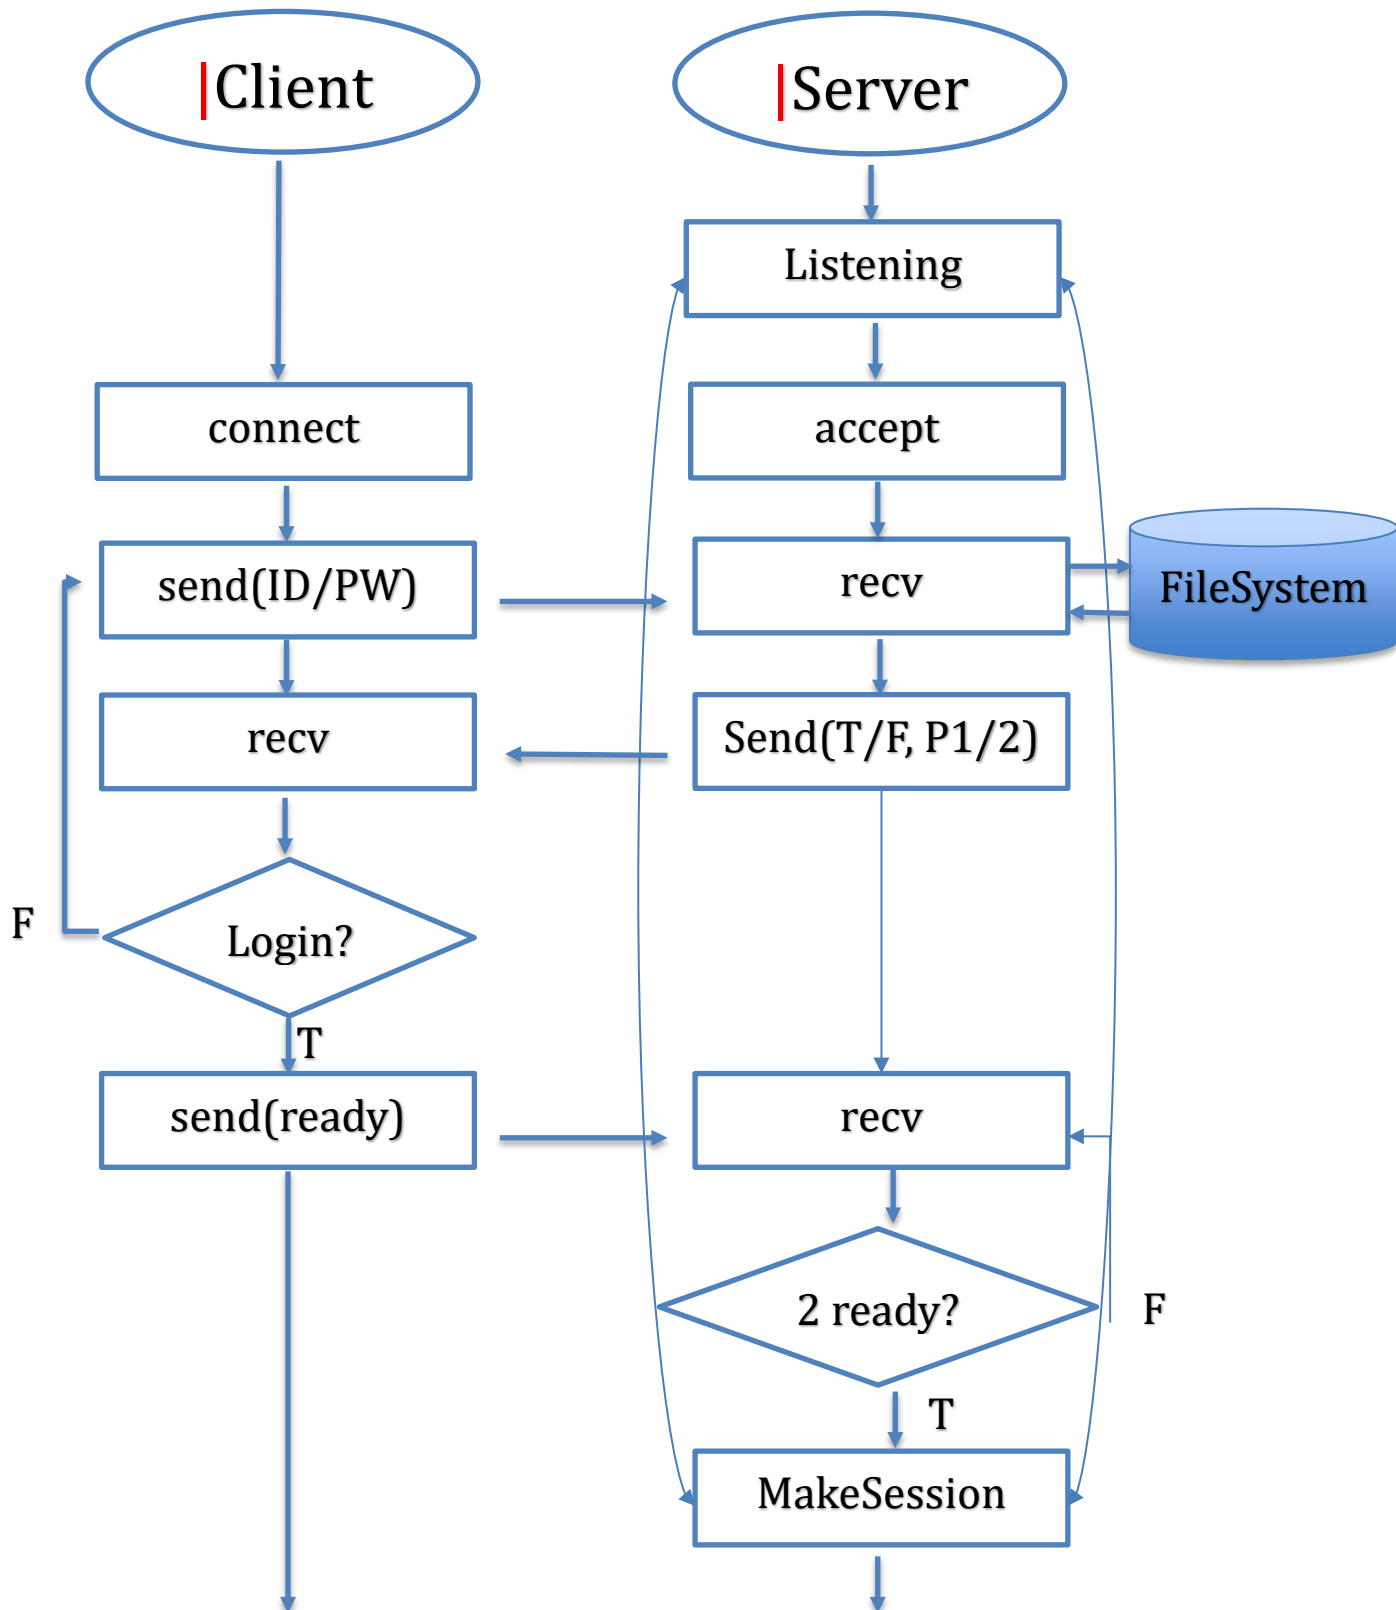 Client
Server
Listening
connect
accept
send(ID/PW)
recv
FileSystem
recv
Send(T/F, P1/2)
F
Login?
T
send(ready)
recv
2 ready?
F
T
MakeSession